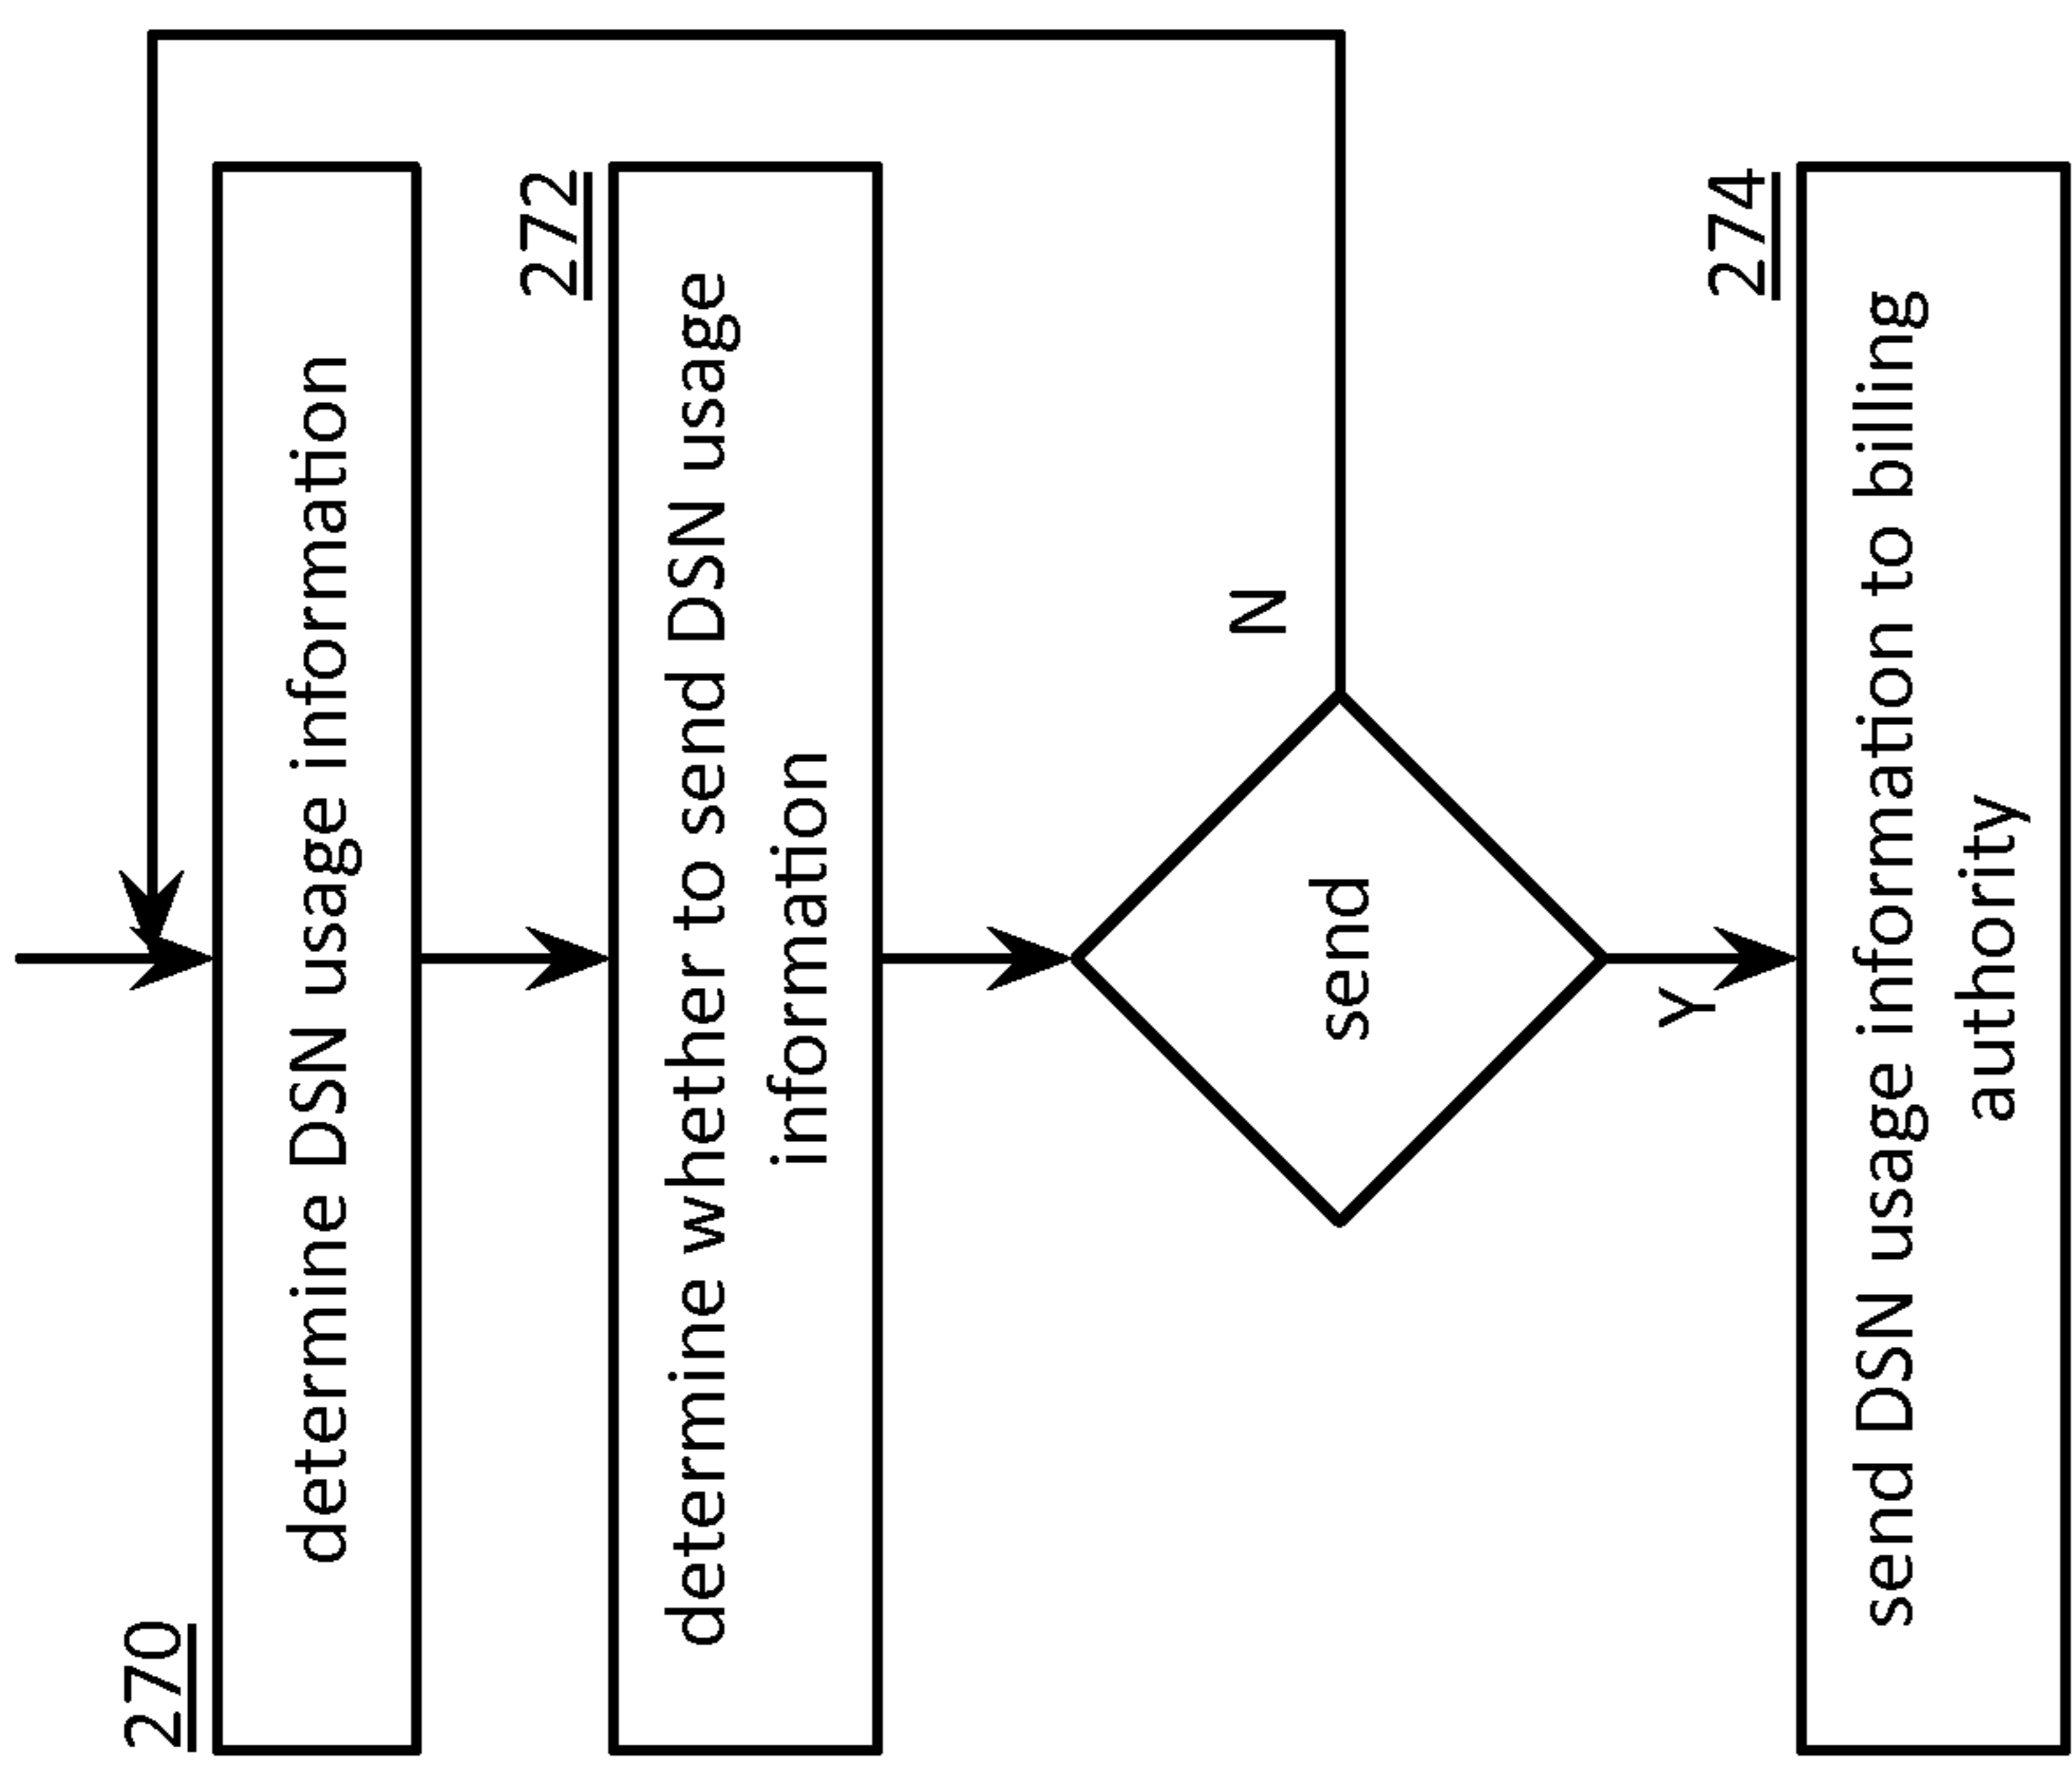 270
determine DSN usage information
272
determine whether to send DSN usage
information
send
N
Y
274
send DSN usage information to billing
authority